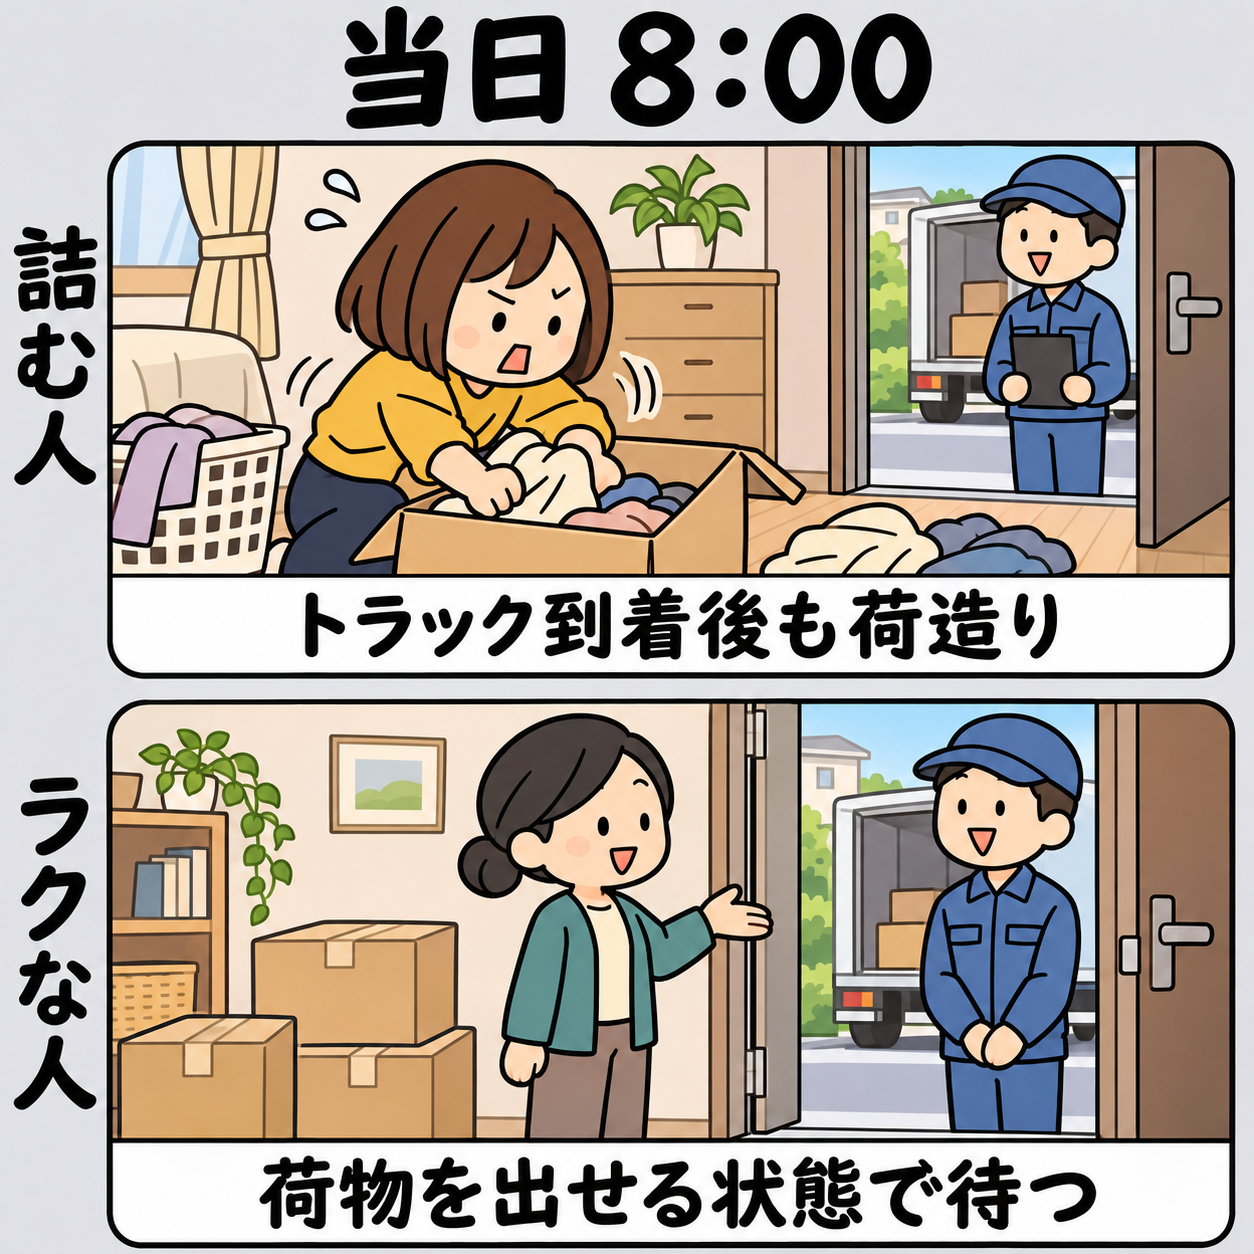 当日 8:00
詰む人
トラック到着後も荷造り
ラクな人
荷物を出せる状態で待つ